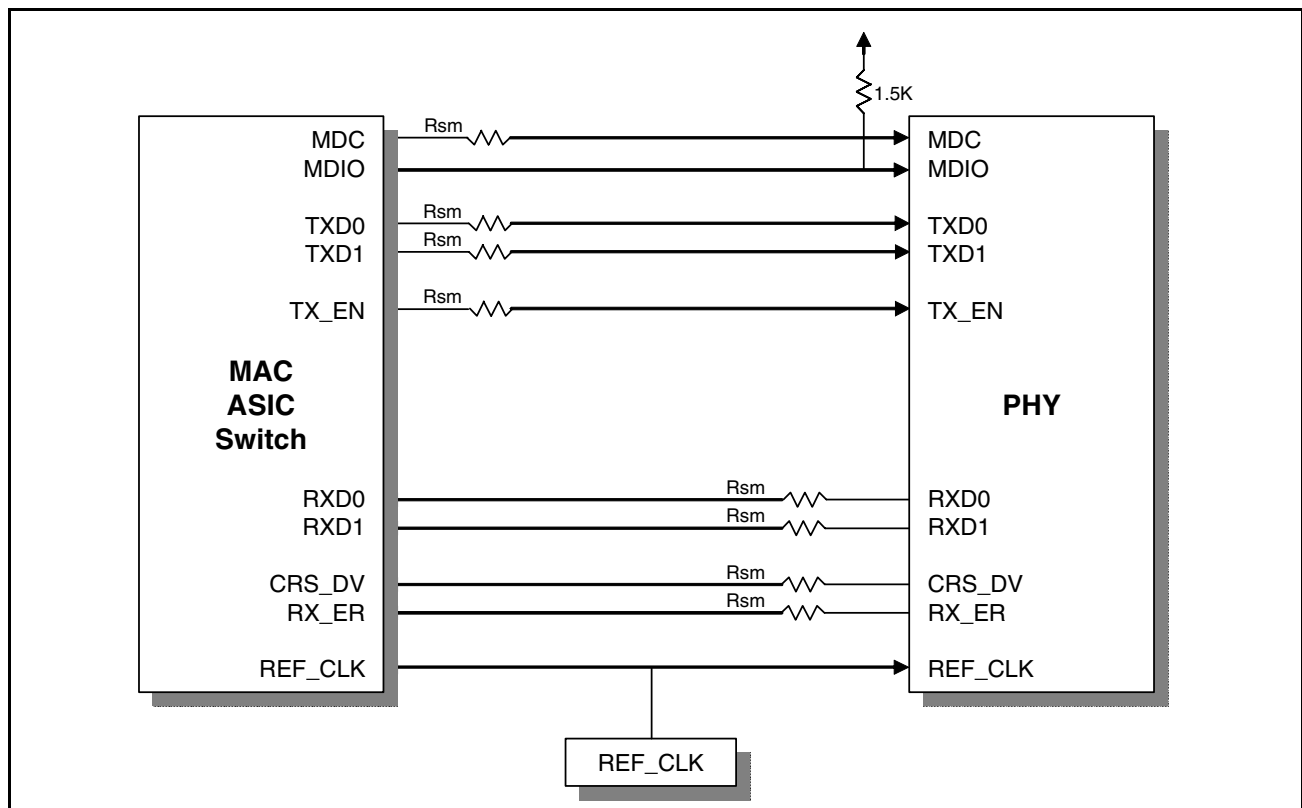 1.5K
MDC Rsm MDC
MDIO MDIO
TXD0 Rsm TXD0
TXD1 Rsm TXD1
TX_EN Rsm TX_EN
MAC
ASIC
Switch
PHY
RXD0 Rsm RXD0
RXD1 Rsm RXD1
CRS_DV Rsm CRS_DV
RX_ER Rsm RX_ER
REF_CLK REF_CLK
REF_CLK